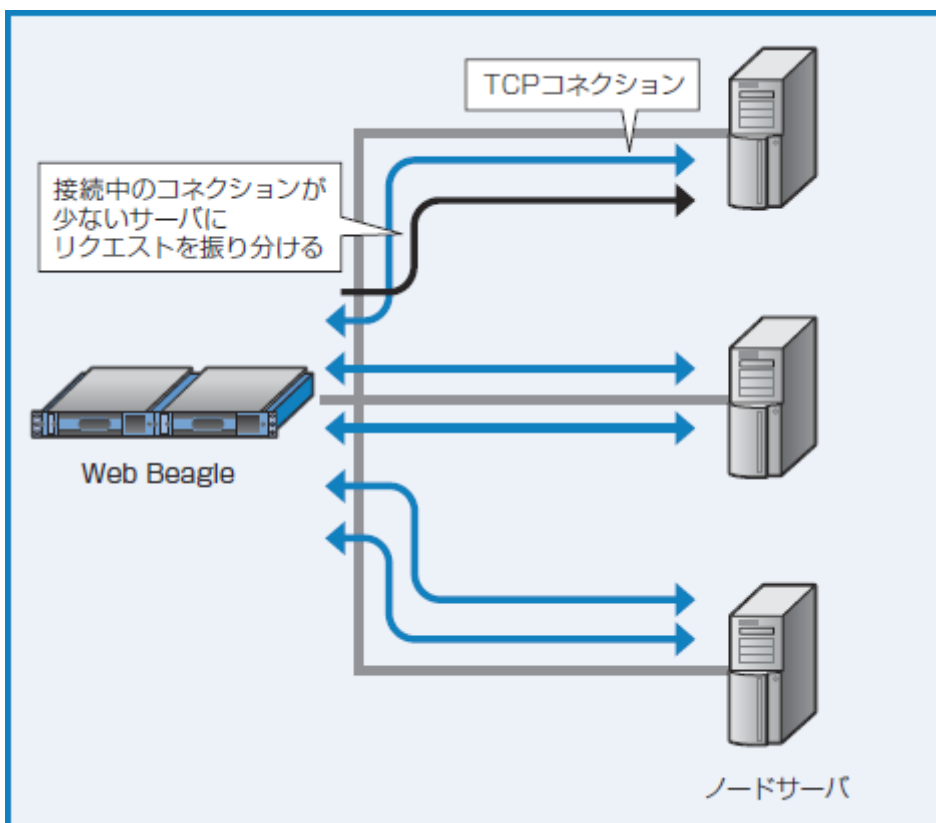 TCPコネクション
接続中のコネクションが
少ないサーバに
リクエストを振り分ける
Web Beagle
ノードサーバ